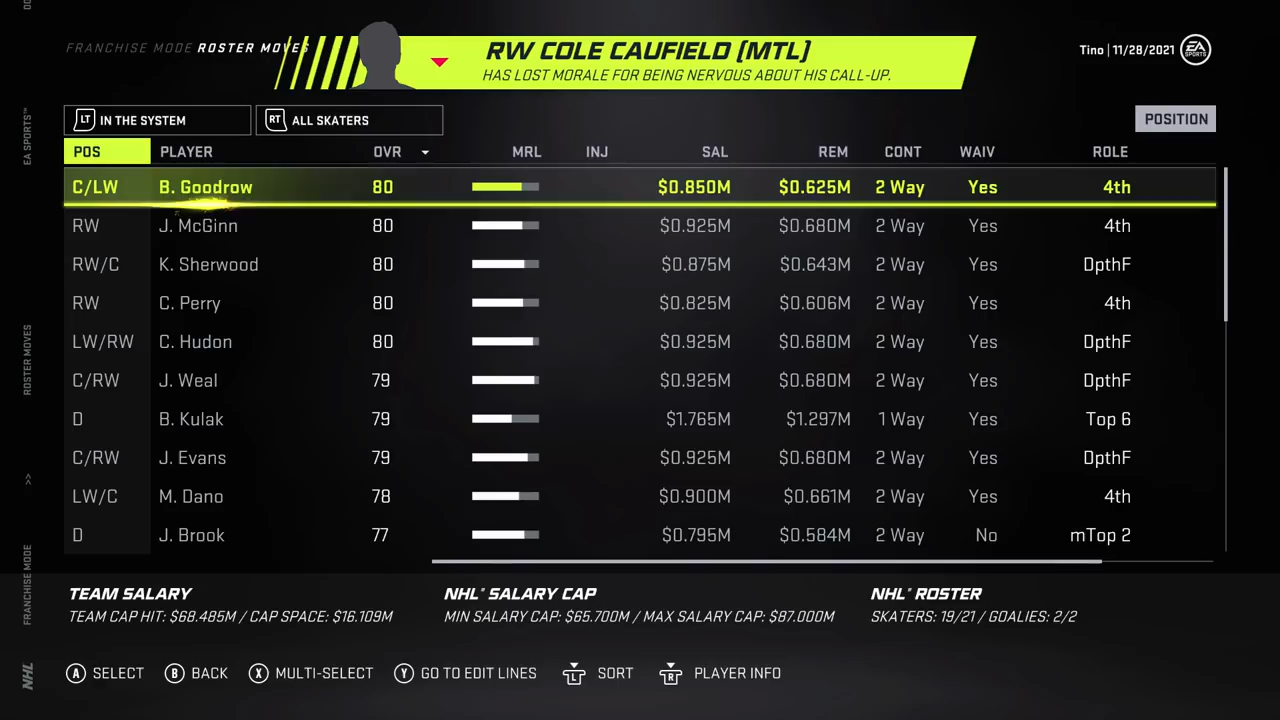 FRANCHISE MODE ROSTER MOVES
RW COLE CAUFIELD (MTL)
HAS LOST MORALE FOR BEING NERVOUS ABOUT HIS CALL-UP.
Tino | 11/28/2021
EA SPORTS
LT IN THE SYSTEM
RT ALL SKATERS
POSITION
POS PLAYER OVR MRL INJ SAL REM CONT WAIV ROLE
C/LW B. Goodrow 80 $0.850M $0.625M 2 Way Yes 4th
RW J. McGinn 80 $0.925M $0.680M 2 Way Yes 4th
RW/C K. Sherwood 80 $0.875M $0.643M 2 Way Yes DpthF
RW C. Perry 80 $0.825M $0.606M 2 Way Yes 4th
LW/RW C. Hudon 80 $0.925M $0.680M 2 Way Yes DpthF
C/RW J. Weal 79 $0.925M $0.680M 2 Way Yes DpthF
D B. Kulak 79 $1.765M $1.297M 1 Way Yes Top 6
C/RW J. Evans 79 $0.925M $0.680M 2 Way Yes DpthF
LW/C M. Dano 78 $0.900M $0.661M 2 Way Yes 4th
D J. Brook 77 $0.795M $0.584M 2 Way No mTop 2
TEAM SALARY
TEAM CAP HIT: $68.485M / CAP SPACE: $16.109M
NHL® SALARY CAP
MIN SALARY CAP: $65.700M / MAX SALARY CAP: $87.000M
NHL® ROSTER
SKATERS: 19/21 / GOALIES: 2/2
A SELECT B BACK X MULTI-SELECT Y GO TO EDIT LINES L SORT R PLAYER INFO
EA SPORTS™
ROSTER MOVES
>>
FRANCHISE MODE
NHL